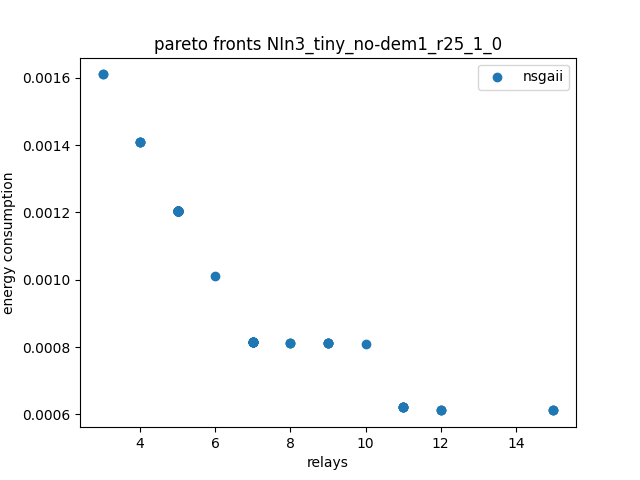 pareto fronts NIn3_tiny_no-dem1_r25_1_0
nsgaii
0.0016
0.0014
0.0012
0.0010
0.0008
0.0006
energy consumption
4 6 8 10 12 14
relays